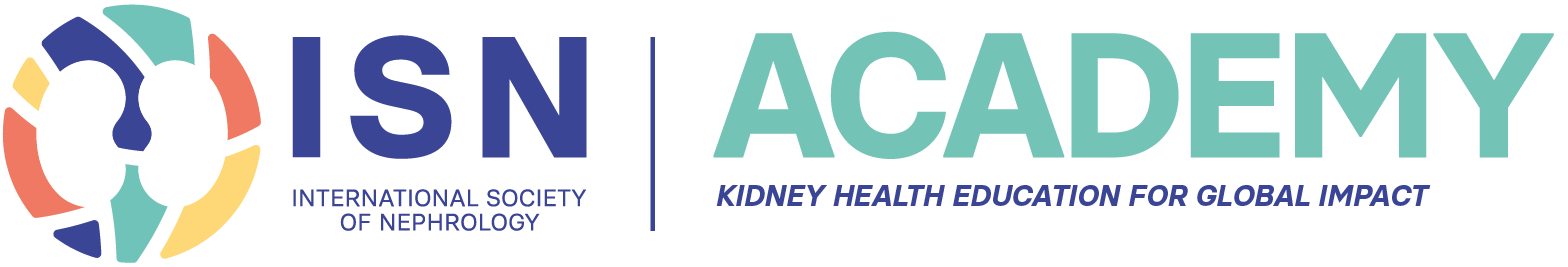 ISN
INTERNATIONAL SOCIETY
OF NEPHROLOGY
ACADEMY
KIDNEY HEALTH EDUCATION FOR GLOBAL IMPACT